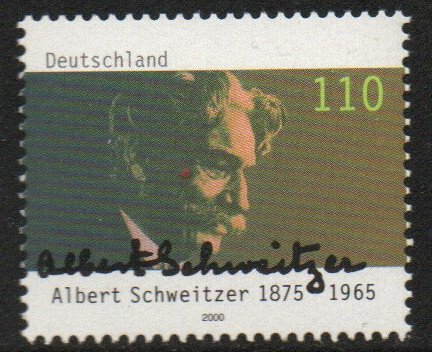 Deutschland
110
Albert Schweitzer
Albert Schweitzer 1875 1965
2000